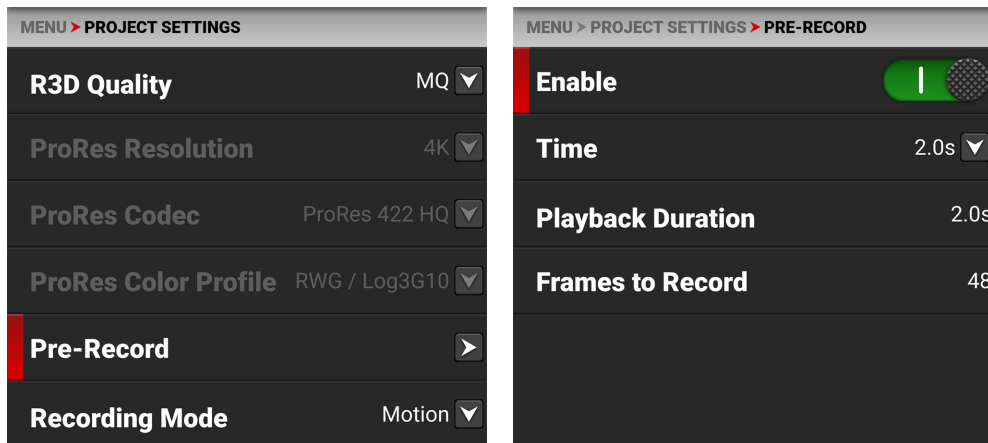 MENU > PROJECT SETTINGS
R3D Quality MQ
ProRes Resolution 4K
ProRes Codec ProRes 422 HQ
ProRes Color Profile RWG / Log3G10
Pre-Record
Recording Mode Motion
MENU > PROJECT SETTINGS > PRE-RECORD
Enable
Time 2.0s
Playback Duration 2.0s
Frames to Record 48